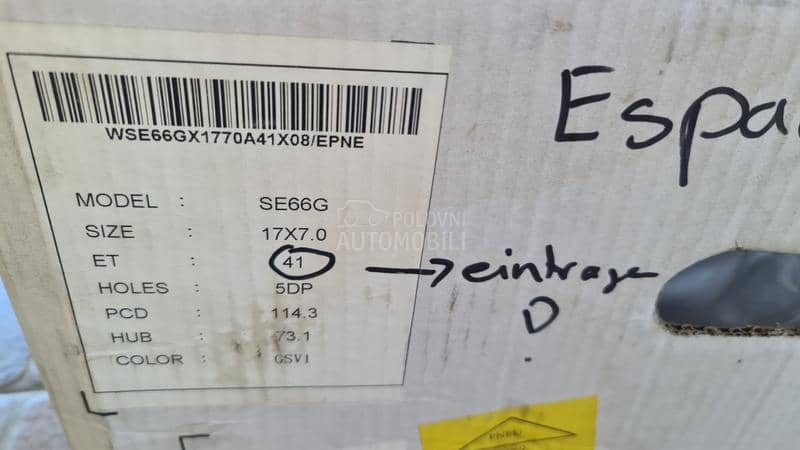 WSE66GX1770A41X08/EPNE
Espa
MODEL : SE66G
SIZE : 17X7.0
ET : 41 → eintrage
D
HOLES : 5DP
PCD : 114.3
HUB : 73.1
COLOR : GSV1
POLOVNI
AUTOMOBILI